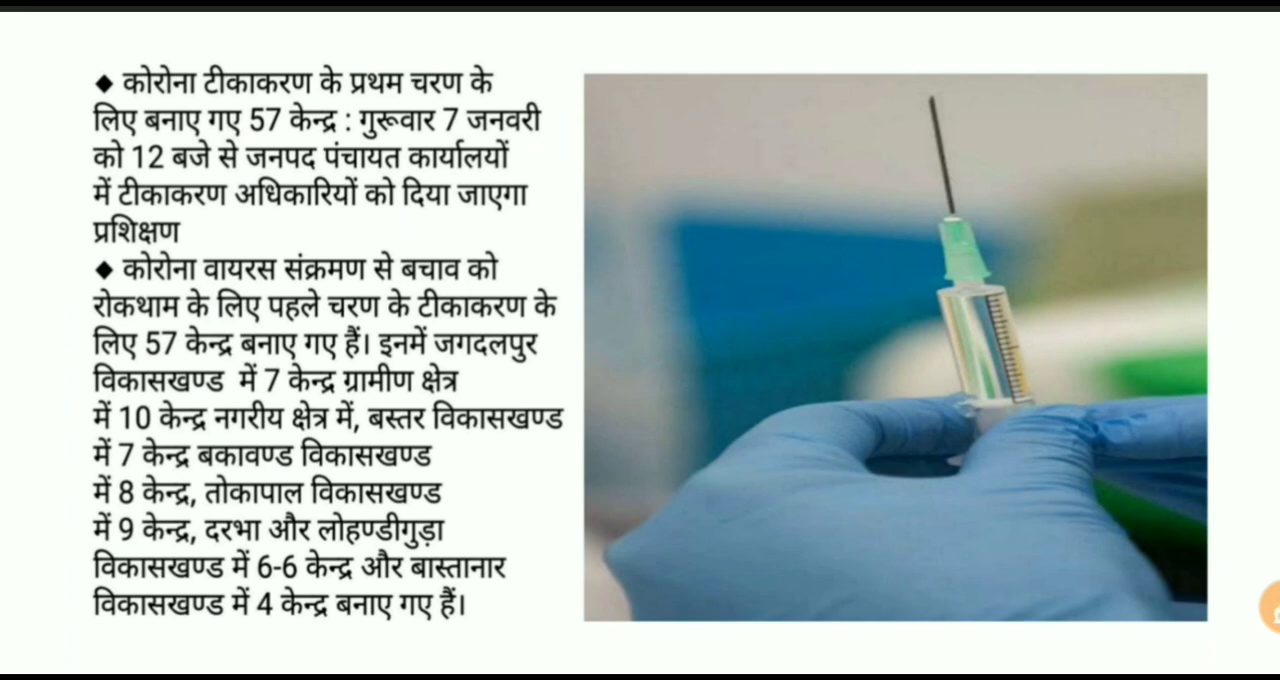 ◆ कोरोना टीकाकरण के प्रथम चरण के
लिए बनाए गए 57 केन्द्र : गुरूवार 7 जनवरी
को 12 बजे से जनपद पंचायत कार्यालयों
में टीकाकरण अधिकारियों को दिया जाएगा
प्रशिक्षण
◆ कोरोना वायरस संक्रमण से बचाव को
रोकथाम के लिए पहले चरण के टीकाकरण के
लिए 57 केन्द्र बनाए गए हैं। इनमें जगदलपुर
विकासखण्ड में 7 केन्द्र ग्रामीण क्षेत्र
में 10 केन्द्र नगरीय क्षेत्र में, बस्तर विकासखण्ड
में 7 केन्द्र बकावण्ड विकासखण्ड
में 8 केन्द्र, तोकापाल विकासखण्ड
में 9 केन्द्र, दरभा और लोहण्डीगुड़ा
विकासखण्ड में 6-6 केन्द्र और बास्तानार
विकासखण्ड में 4 केन्द्र बनाए गए हैं।